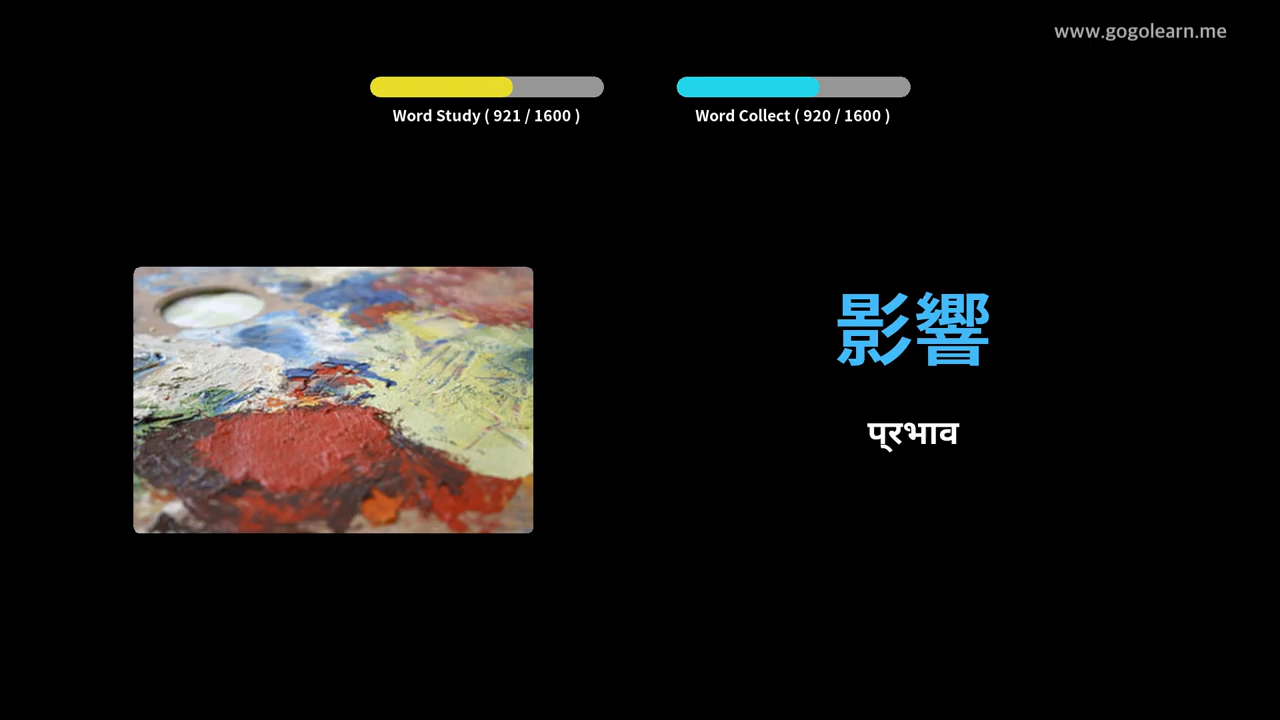 www.gogolearn.me
Word Study ( 921 / 1600 )
Word Collect ( 920 / 1600 )
影響
प्रभाव